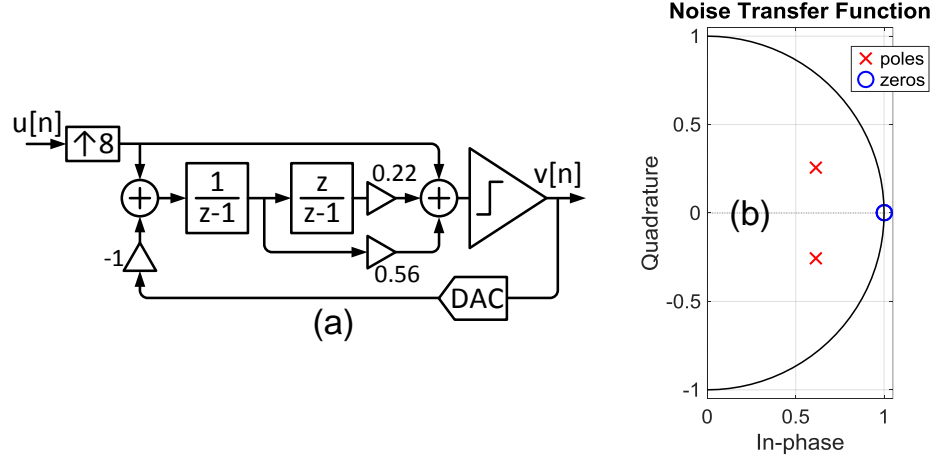 u[n]
↑8
1
z-1
z
z-1
0.22
0.56
-1
+
+
v[n]
DAC
(a)
Noise Transfer Function
poles
zeros
1
0.5
0
-0.5
-1
Quadrature
(b)
0
0.5
1
In-phase